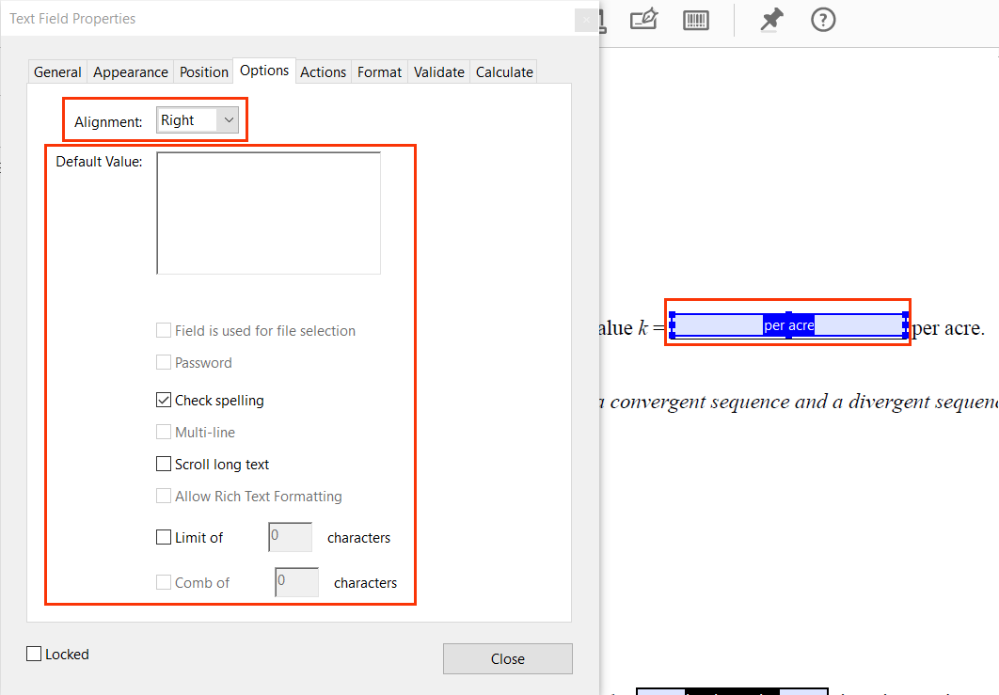 Text Field Properties
General Appearance Position Options Actions Format Validate Calculate
Alignment: Right
Default Value:
Field is used for file selection
Password
Check spelling
Multi-line
Scroll long text
Allow Rich Text Formatting
Limit of 0 characters
Comb of 0 characters
Locked
Close
alue k = per acre per acre.
a convergent sequence and a divergent sequen